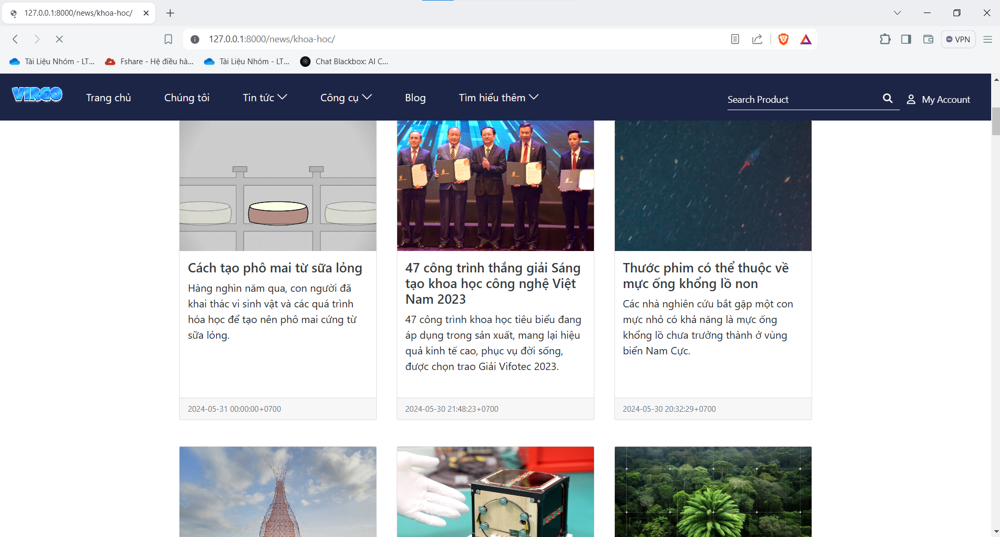 127.0.0.1:8000/news/khoa-hoc/
127.0.0.1:8000/news/khoa-hoc/
VPN
Tài Liệu Nhóm - LT...
Fshare - Hệ điều hà...
Tài Liệu Nhóm - LT...
Chat Blackbox: AI C...
VIRGO
Trang chủ
Chúng tôi
Tin tức
Công cụ
Blog
Tìm hiểu thêm
Search Product
My Account
Cách tạo phô mai từ sữa lỏng
Hàng nghìn năm qua, con người đã
khai thác vi sinh vật và các quá trình
hóa học để tạo nên phô mai cứng từ
sữa lỏng.
2024-05-31 00:00:00+0700
47 công trình thắng giải Sáng
tạo khoa học công nghệ Việt
Nam 2023
47 công trình khoa học tiêu biểu đang
áp dụng trong sản xuất, mang lại hiệu
quả kinh tế cao, phục vụ đời sống,
được chọn trao Giải Vifotec 2023.
2024-05-30 21:48:23+0700
Thước phim có thể thuộc về
mực ống khổng lồ non
Các nhà nghiên cứu bắt gặp một con
mực nhỏ có khả năng là mực ống
khổng lồ chưa trưởng thành ở vùng
biển Nam Cực.
2024-05-30 20:32:29+0700